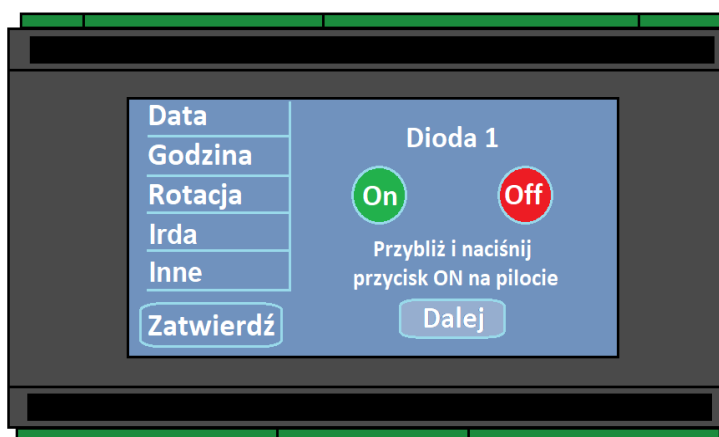 Data
Godzina
Rotacja
Irda
Inne
Zatwierdź
Dioda 1
On
Off
Przybliż i naciśnij
przycisk ON na pilocie
Dalej